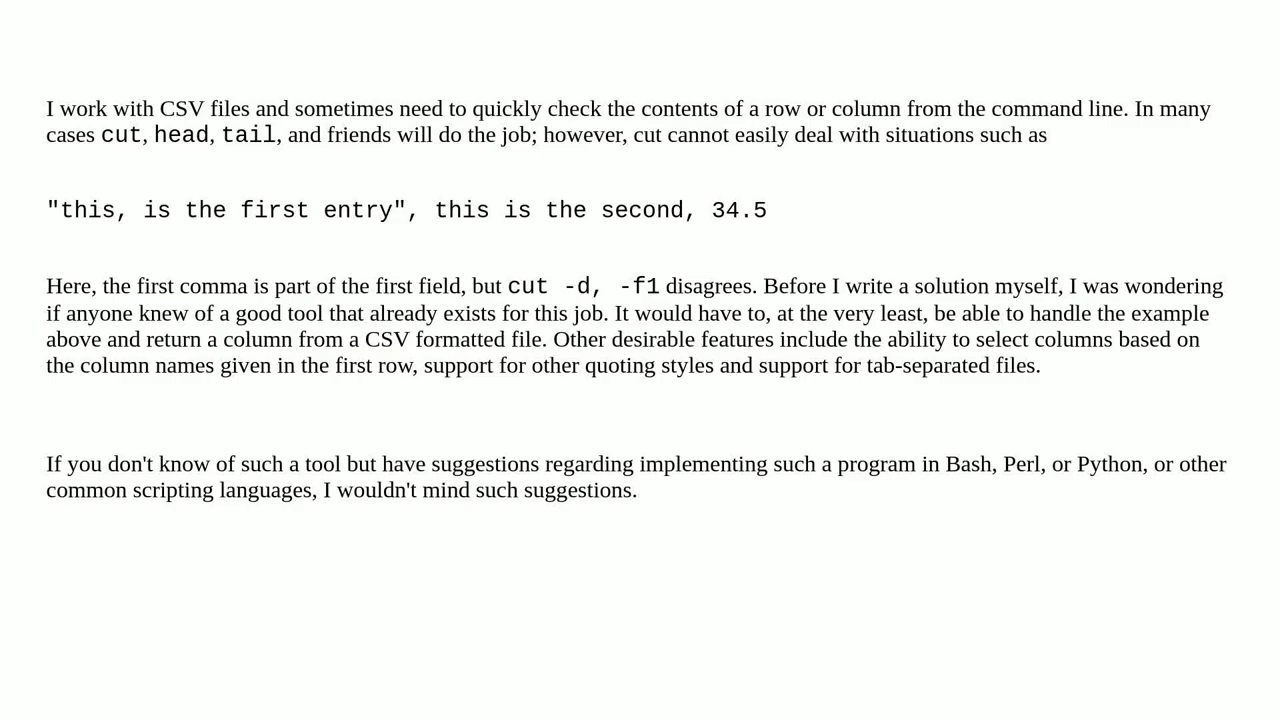 I work with CSV files and sometimes need to quickly check the contents of a row or column from the command line. In many
cases cut, head, tail, and friends will do the job; however, cut cannot easily deal with situations such as
"this, is the first entry", this is the second, 34.5
Here, the first comma is part of the first field, but cut -d, -f1 disagrees. Before I write a solution myself, I was wondering
if anyone knew of a good tool that already exists for this job. It would have to, at the very least, be able to handle the example
above and return a column from a CSV formatted file. Other desirable features include the ability to select columns based on
the column names given in the first row, support for other quoting styles and support for tab-separated files.
If you don't know of such a tool but have suggestions regarding implementing such a program in Bash, Perl, or Python, or other
common scripting languages, I wouldn't mind such suggestions.